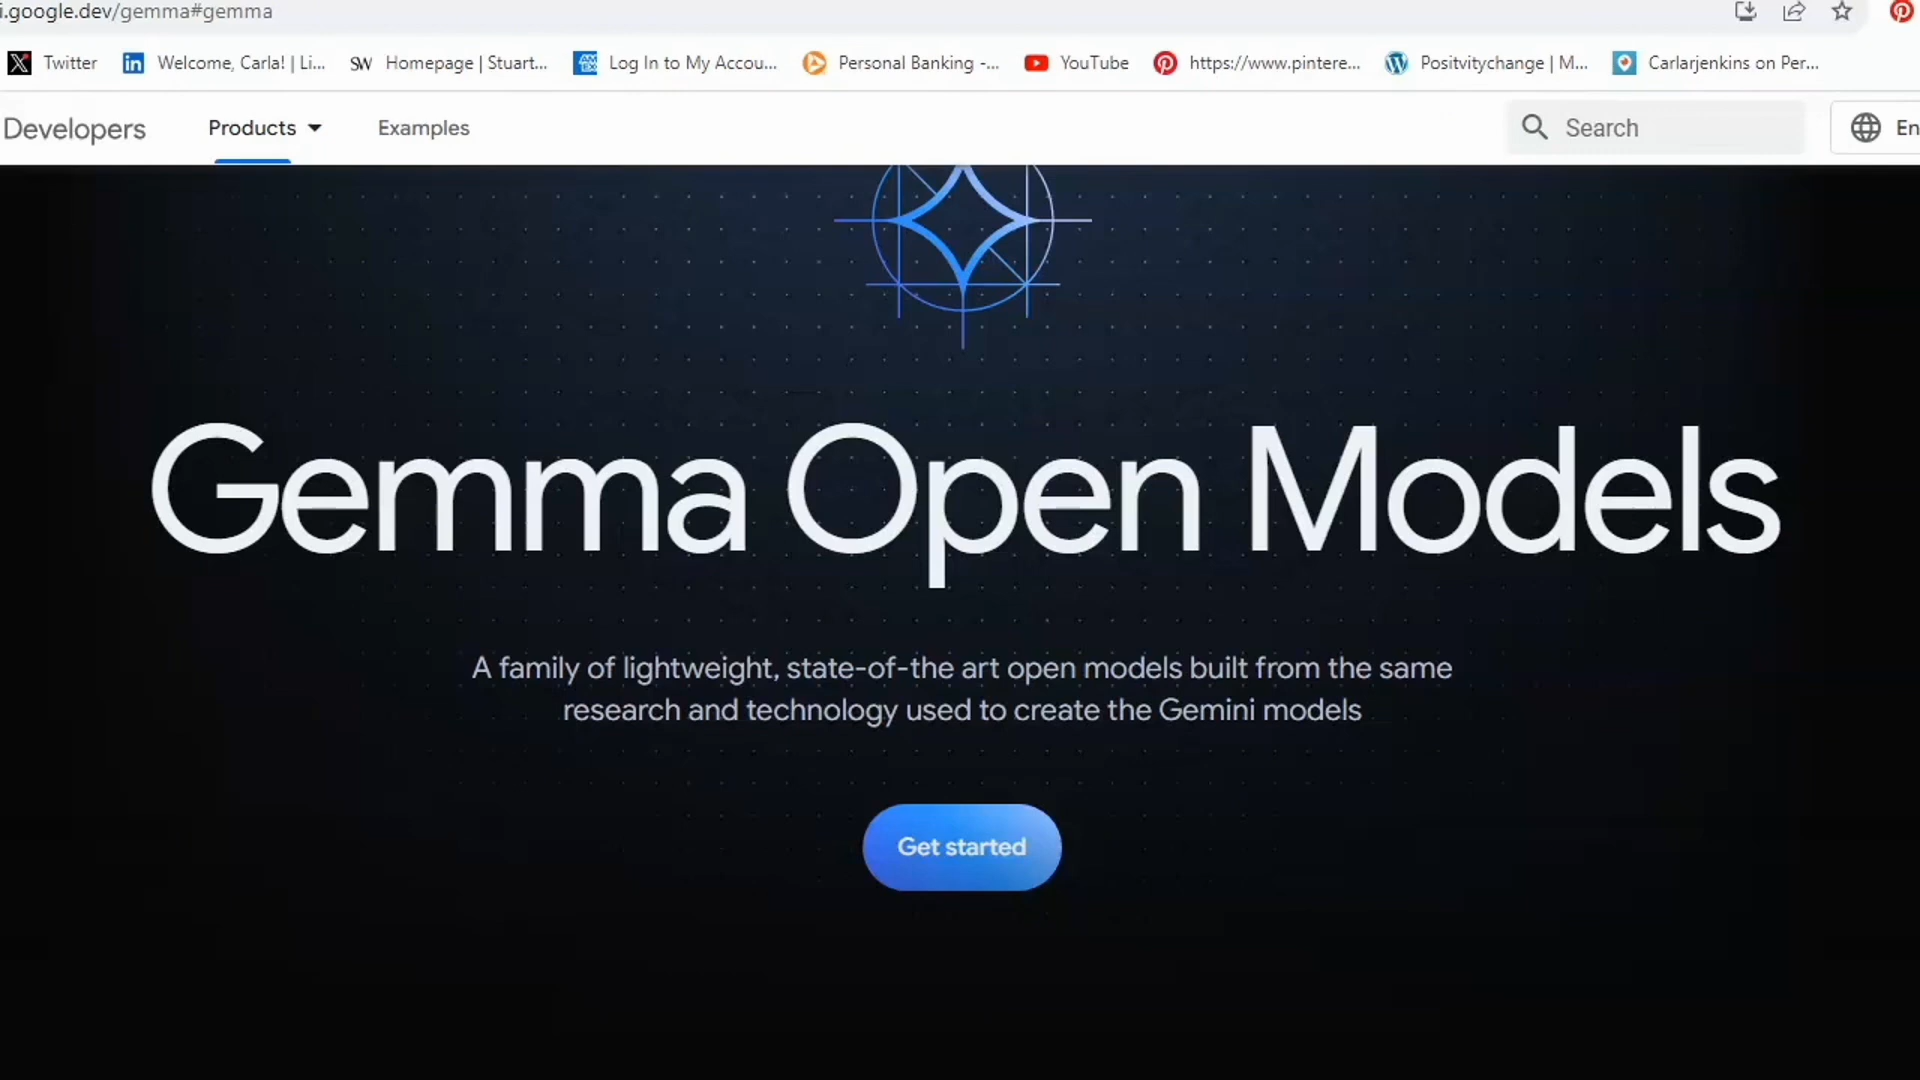 i.google.dev/gemma#gemma
Twitter
Welcome, Carla! | Li...
SW Homepage | Stuart...
Log In to My Accou...
Personal Banking -...
YouTube
https://www.pintere...
Positvitychange | M...
Carlarjenkins on Per...
Developers
Products
Examples
Search
En
Gemma Open Models
A family of lightweight, state-of-the art open models built from the same
research and technology used to create the Gemini models
Get started